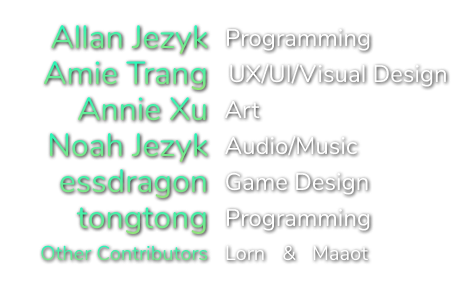 Allan Jezyk Programming
Amie Trang UX/UI/Visual Design
Annie Xu Art
Noah Jezyk Audio/Music
essdragon Game Design
tongtong Programming
Other Contributors Lorn & Maaot